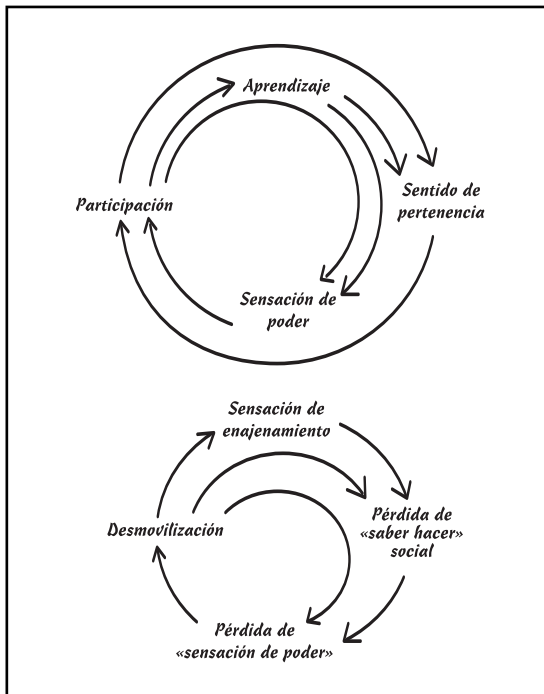 Aprendizaje
Participación
Sentido de
pertenencia
Sensación de
poder
Sensación de
enajenamiento
Desmovilización
Pérdida de
«saber hacer»
social
Pérdida de
«sensación de poder»